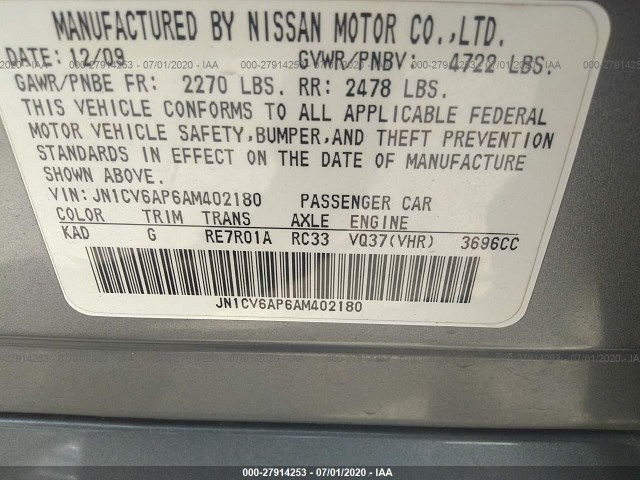 MANUFACTURED BY NISSAN MOTOR CO.,LTD.
DATE: 12/09 GVWR/PNBV: 4722 LBS.
GAWR/PNBE FR: 2270 LBS. RR: 2478 LBS.
THIS VEHICLE CONFORMS TO ALL APPLICABLE FEDERAL
MOTOR VEHICLE SAFETY,BUMPER,AND THEFT PREVENTION
STANDARDS IN EFFECT ON THE DATE OF MANUFACTURE
SHOWN ABOVE.
VIN: JN1CV6AP6AM402180 PASSENGER CAR
COLOR TRIM TRANS AXLE ENGINE
KAD G RE7R01A RC33 VQ37(VHR) 3696CC
JN1CV6AP6AM402180
000-27914253 - 07/01/2020 - IAA